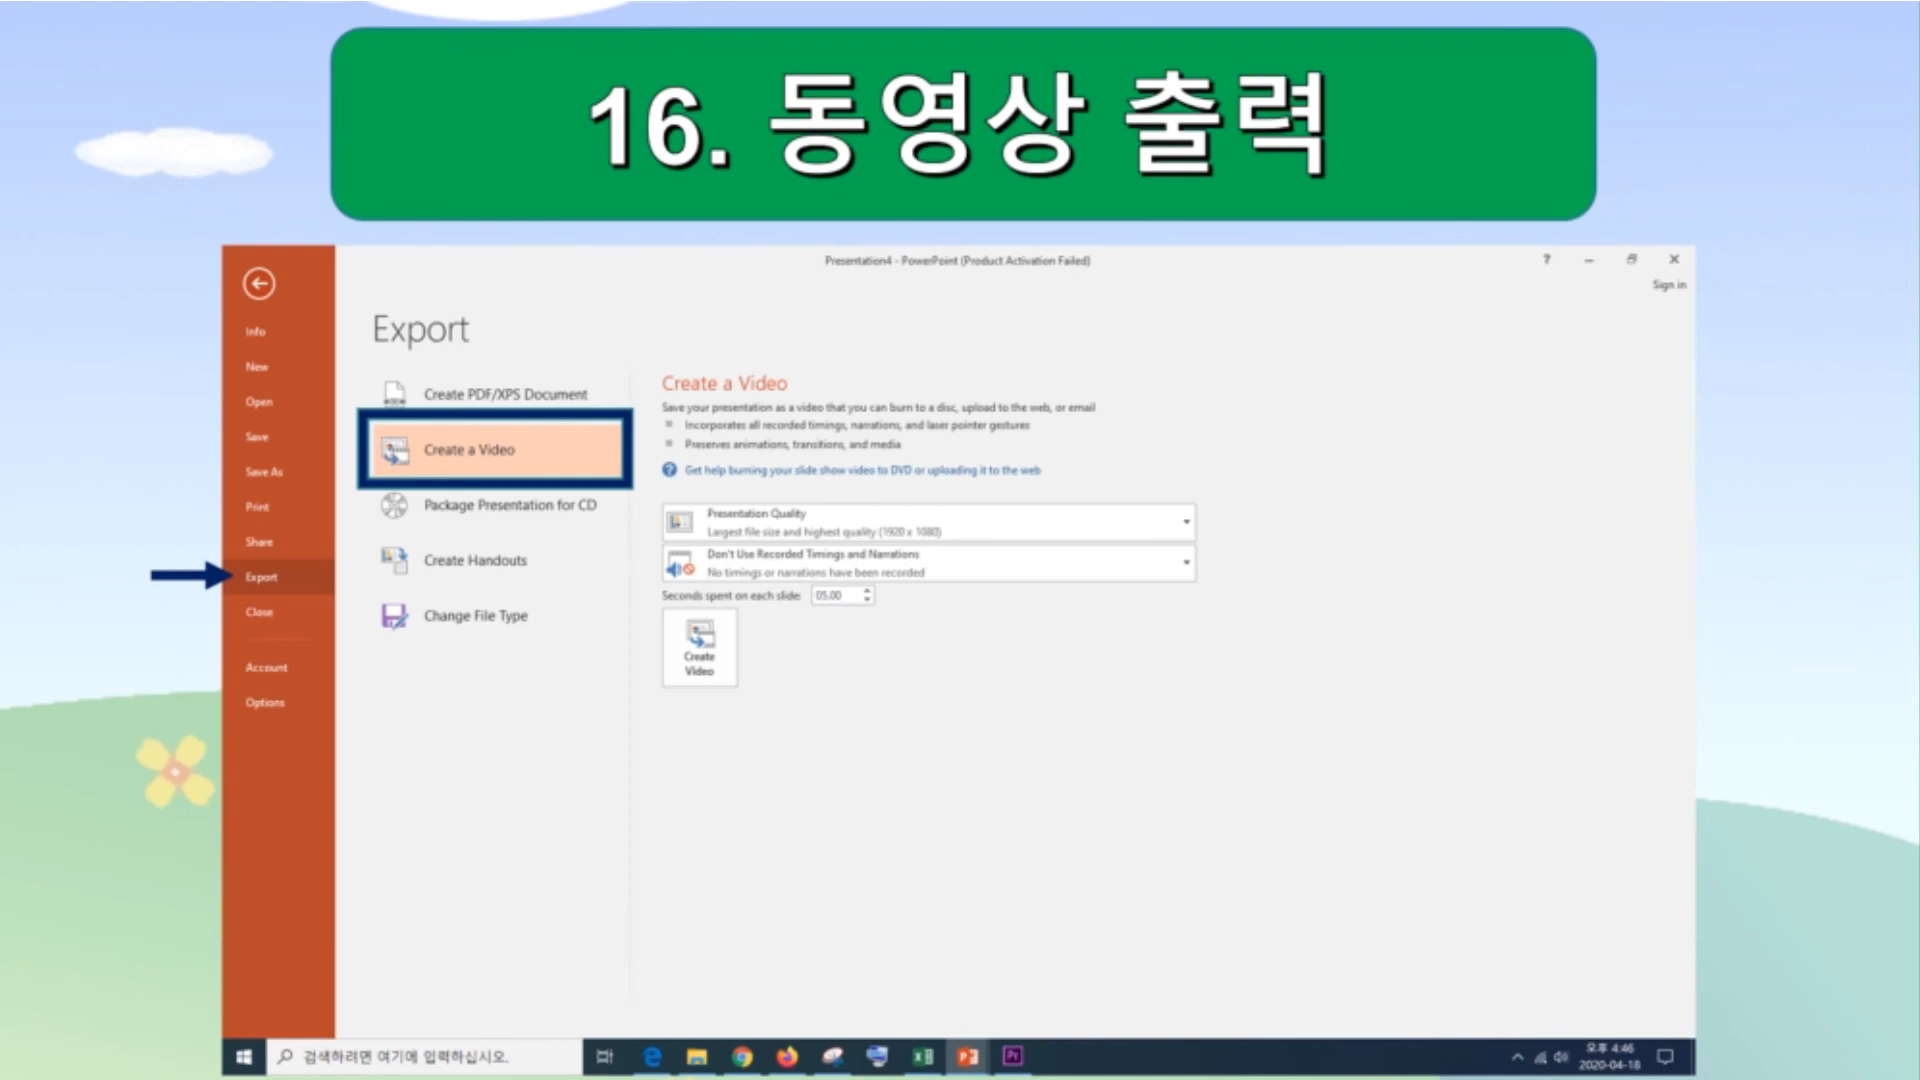 16. 동영상 출력
Presentation4 - PowerPoint (Product Activation Failed)
?
Sign in
Info
New
Open
Save
Save As
Print
Share
Export
Close
Account
Options
Export
Create PDF/XPS Document
Create a Video
Package Presentation for CD
Create Handouts
Change File Type
Create a Video
Save your presentation as a video that you can burn to a disc, upload to the web, or email
Incorporates all recorded timings, narrations, and laser pointer gestures
Preserves animations, transitions, and media
? Get help burning your slide show video to DVD or uploading it to the web
Presentation Quality
Largest file size and highest quality (1920 x 1080)
Don't Use Recorded Timings and Narrations
No timings or narrations have been recorded
Seconds spent on each slide: 05.00
Create
Video
검색하려면 여기에 입력하십시오.
Pr
오후 4:46
2020-04-18